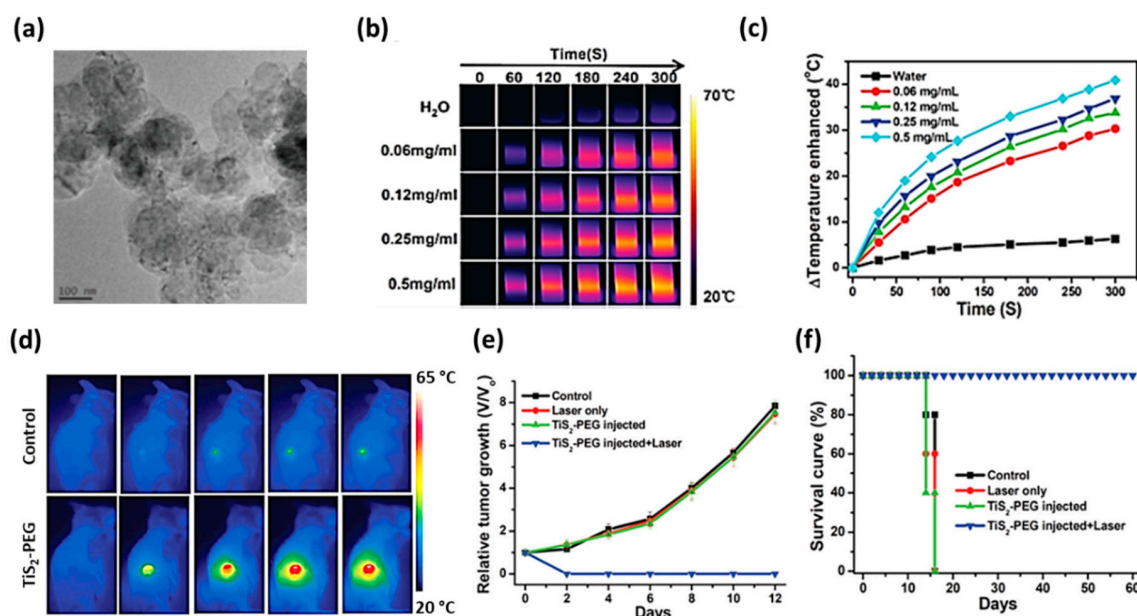 (a)
100 nm
(b)
Time(S)
0 60 120 180 240 300
H₂O
0.06mg/ml
0.12mg/ml
0.25mg/ml
0.5mg/ml
70℃
20℃
(c)
ΔTemperature enhanced (°C)
40
30
20
10
0
Water
0.06 mg/mL
0.12 mg/mL
0.25 mg/mL
0.5 mg/mL
0 50 100 150 200 250 300
Time (S)
(d)
Control
TiS₂-PEG
65 °C
20 °C
(e)
Relative tumor growth (V/V₀)
8
6
4
2
0
Control
Laser only
TiS₂-PEG injected
TiS₂-PEG injected+Laser
0 2 4 6 8 10 12
Days
(f)
Survival curve (%)
100
80
60
40
20
0
Control
Laser only
TiS₂-PEG injected
TiS₂-PEG injected+Laser
0 10 20 30 40 50 60
Days